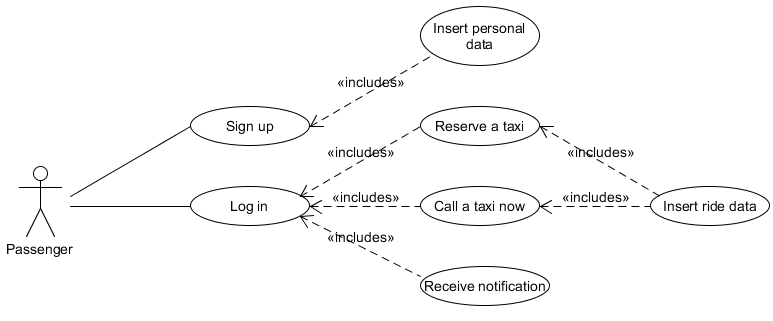 Insert personal
data
«includes»
Sign up
Reserve a taxi
«includes»
«includes»
Passenger
Log in
«includes»
Call a taxi now
«includes»
Insert ride data
«includes»
Receive notification